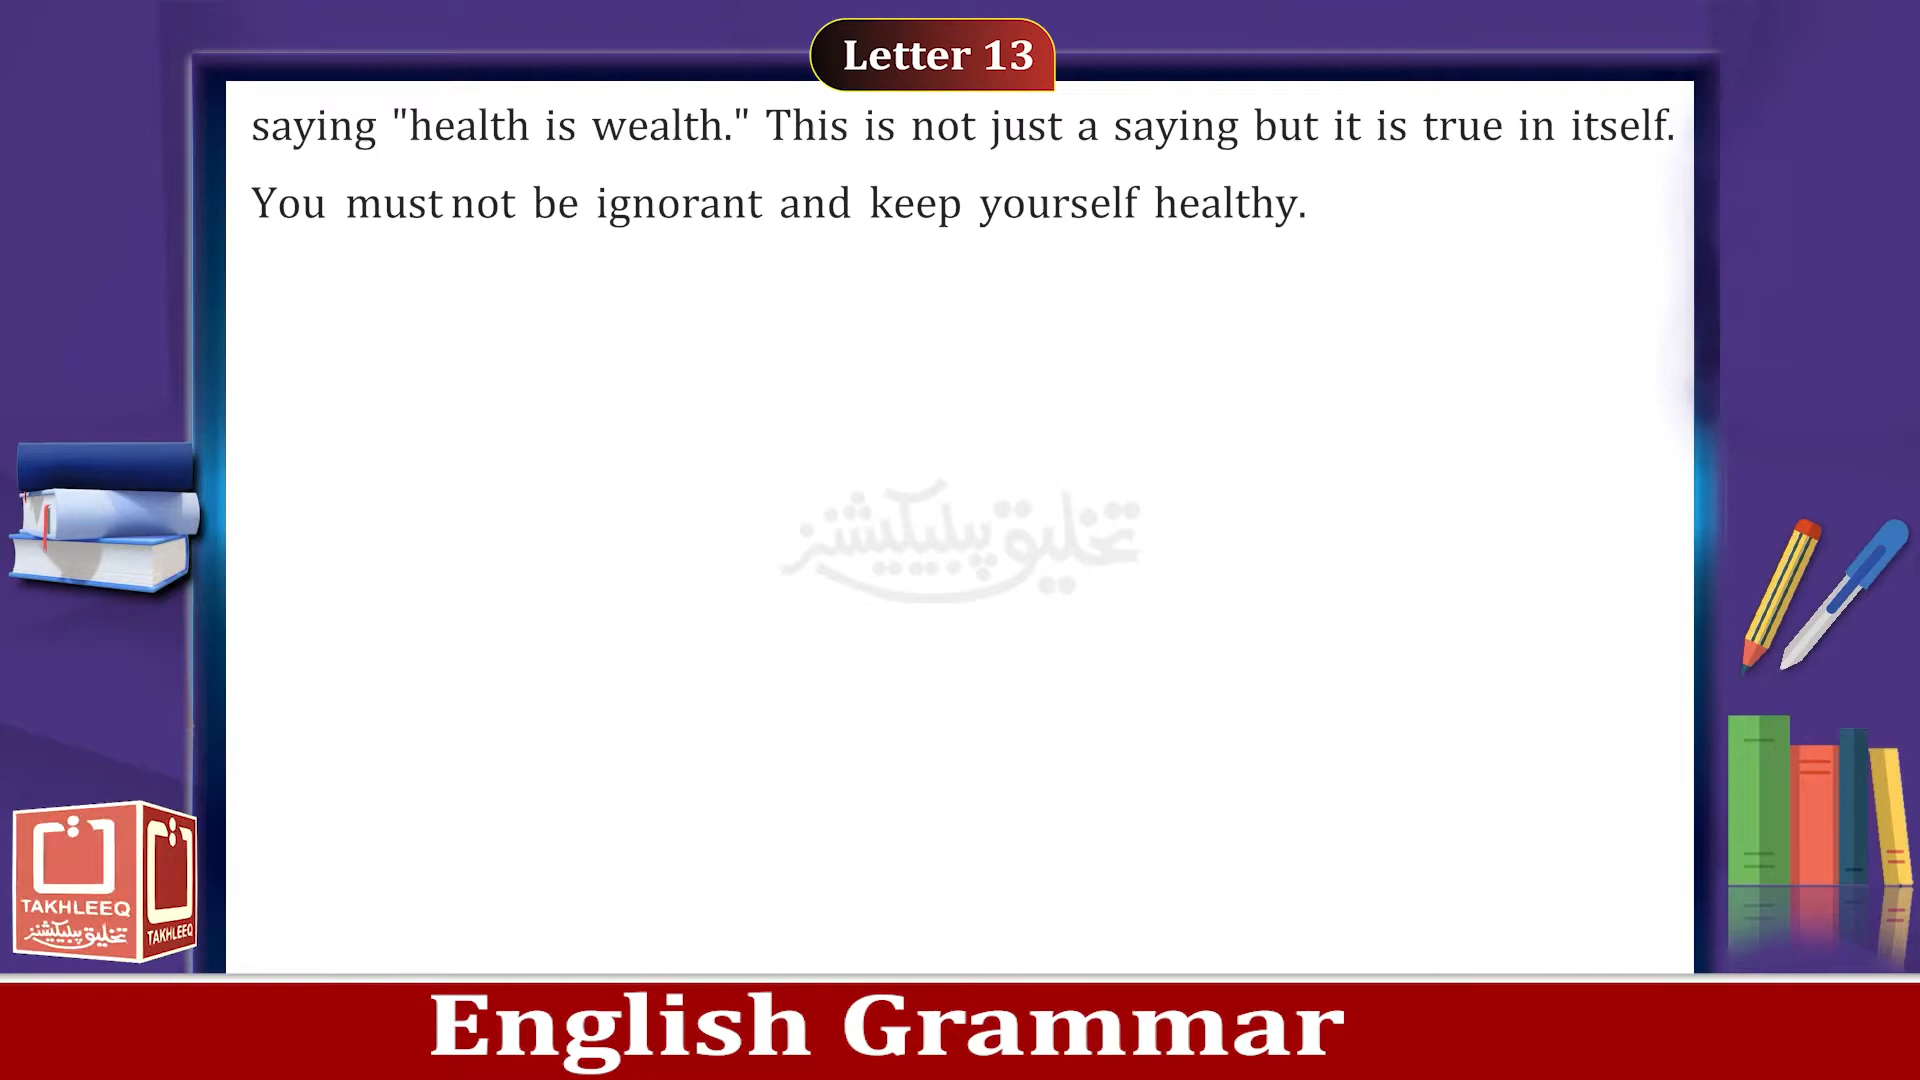 Letter 13
saying "health is wealth." This is not just a saying but it is true in itself.
You must not be ignorant and keep yourself healthy.
تخلیق پبلیکیشنز
TAKHLEEQ
تخلیق پبلیکیشنز
TAKHLEEQ
English Grammar